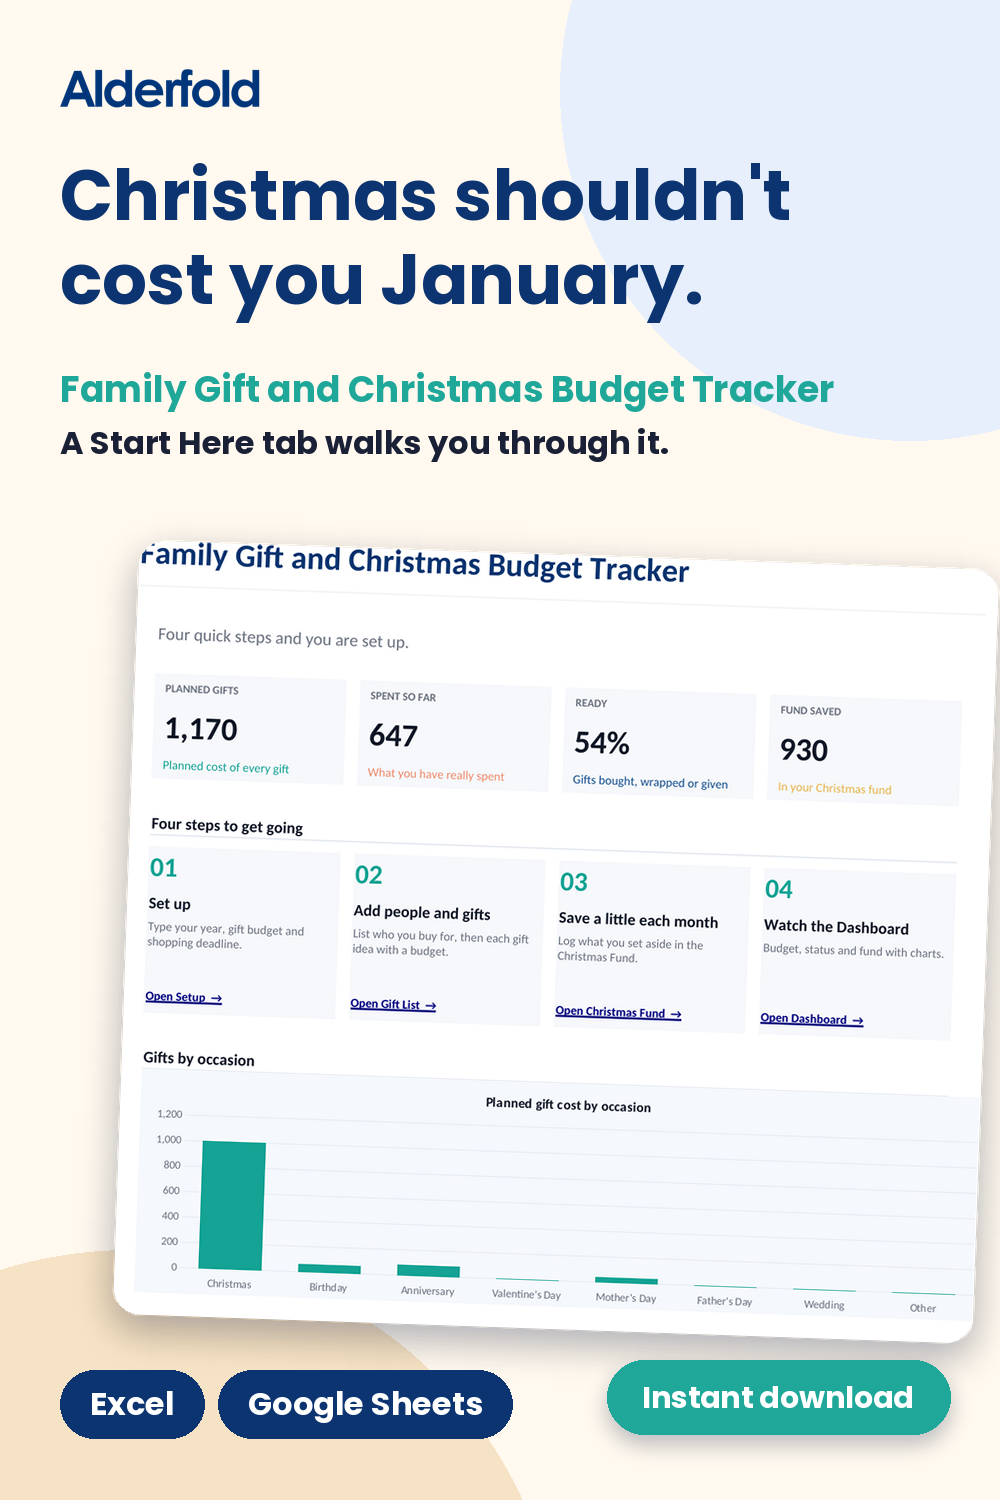 Alderfold
Christmas shouldn't
cost you January.
Family Gift and Christmas Budget Tracker
A Start Here tab walks you through it.
Family Gift and Christmas Budget Tracker
Four quick steps and you are set up.
PLANNED GIFTS
1,170
Planned cost of every gift
SPENT SO FAR
647
What you have really spent
READY
54%
Gifts bought, wrapped or given
FUND SAVED
930
In your Christmas fund
Four steps to get going
01
Set up
Type your year, gift budget and
shopping deadline.
Open Setup →
02
Add people and gifts
List who you buy for, then each gift
idea with a budget.
Open Gift List →
03
Save a little each month
Log what you set aside in the
Christmas Fund.
Open Christmas Fund →
04
Watch the Dashboard
Budget, status and fund with charts.
Open Dashboard →
Gifts by occasion
Planned gift cost by occasion
1,200
1,000
800
600
400
200
0
Christmas
Birthday
Anniversary
Valentine's Day
Mother's Day
Father's Day
Wedding
Other
Excel
Google Sheets
Instant download